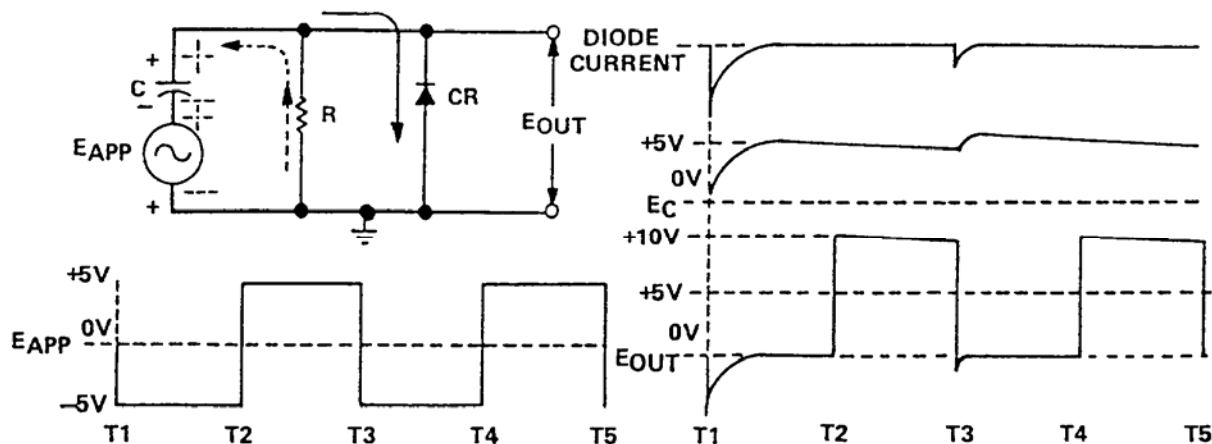 +
C
−
EAPP
+
R
CR
EOUT
+5V
0V
EAPP
−5V
T1 T2 T3 T4 T5
DIODE
CURRENT
+5V
0V
EC
+10V
+5V
0V
EOUT
T1 T2 T3 T4 T5